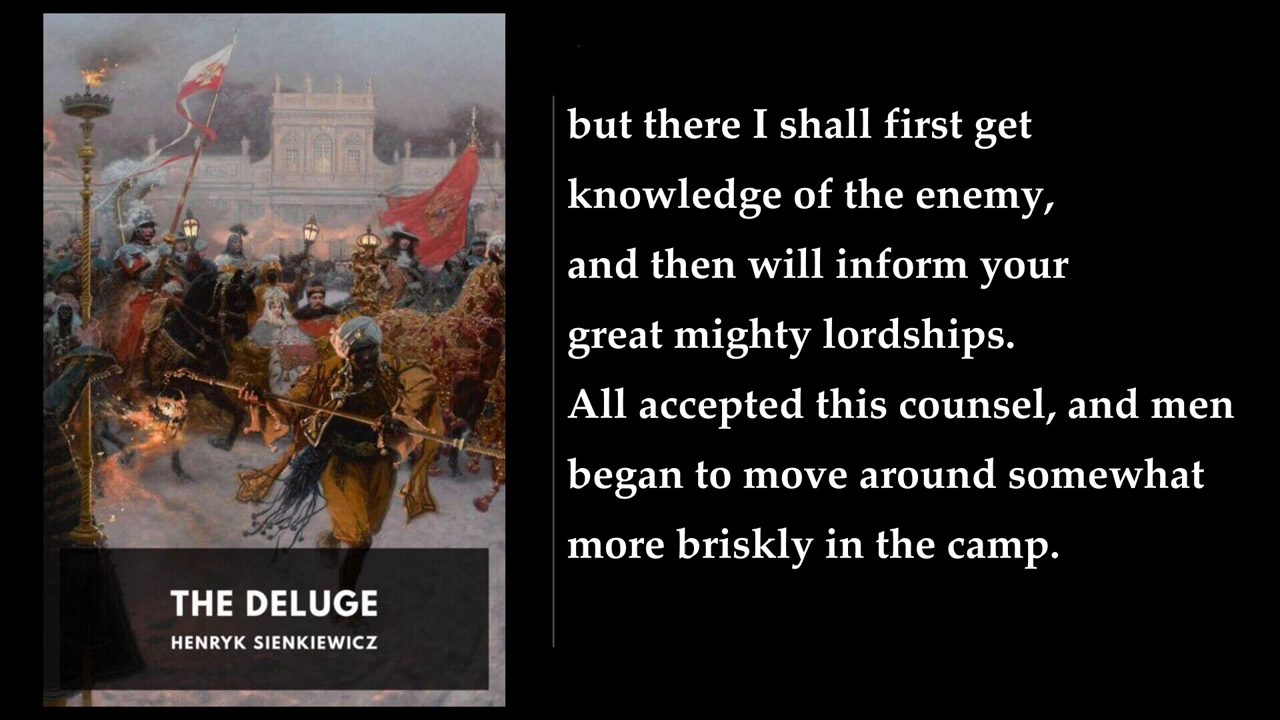 THE DELUGE
HENRYK SIENKIEWICZ
but there I shall first get
knowledge of the enemy,
and then will inform your
great mighty lordships.
All accepted this counsel, and men
began to move around somewhat
more briskly in the camp.